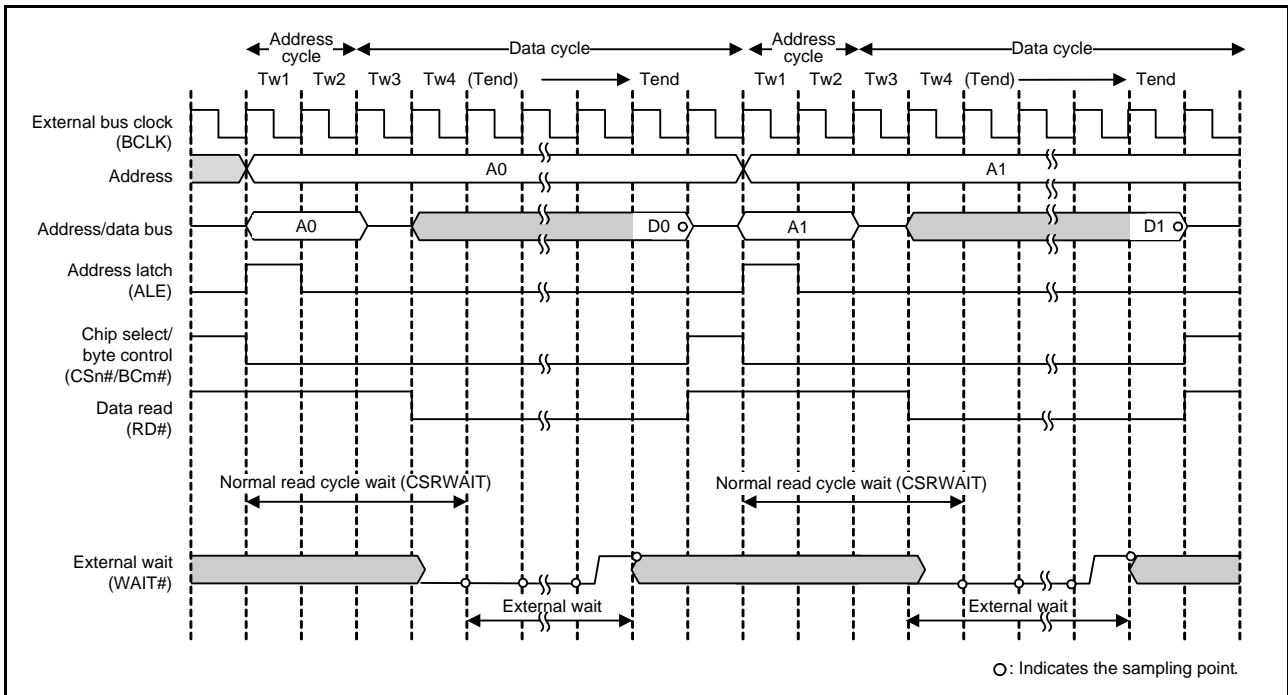 Address cycle
Data cycle
Address cycle
Data cycle
Tw1 Tw2 Tw3 Tw4 (Tend) Tend Tw1 Tw2 Tw3 Tw4 (Tend) Tend
External bus clock
(BCLK)
Address A0 A1
Address/data bus A0 D0 A1 D1
Address latch
(ALE)
Chip select/
byte control
(CSn#/BCm#)
Data read
(RD#)
Normal read cycle wait (CSRWAIT) Normal read cycle wait (CSRWAIT)
External wait
(WAIT#)
External wait External wait
: Indicates the sampling point.